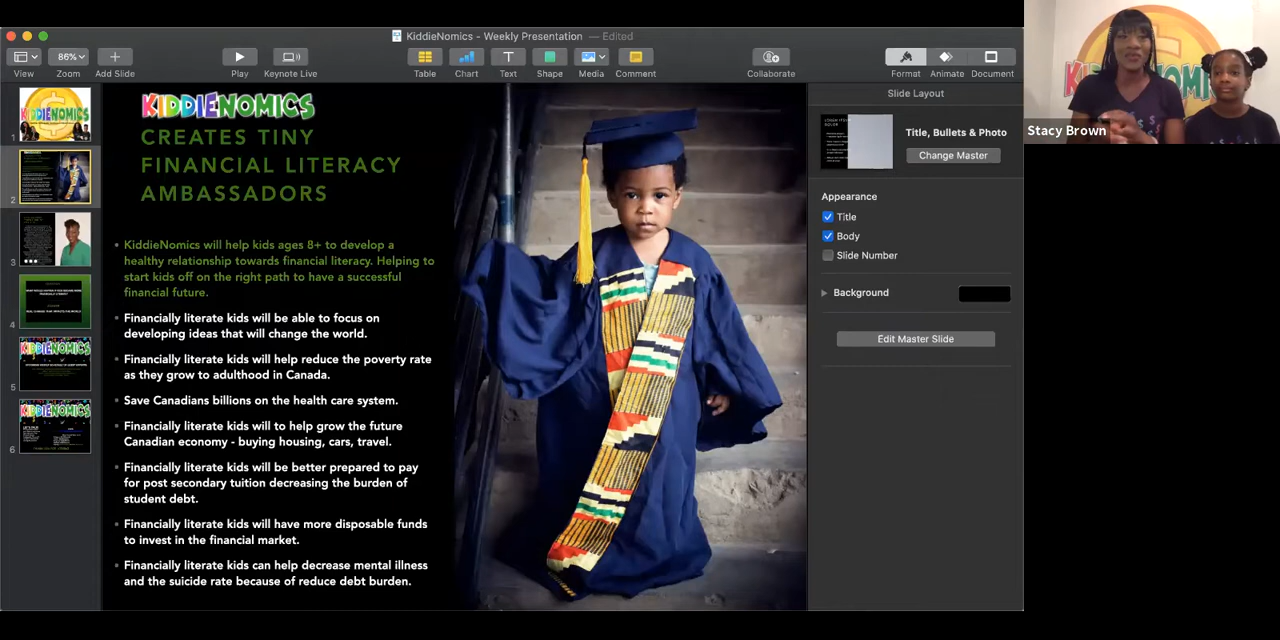 KiddieNomics - Weekly Presentation — Edited
View
86%
Zoom
Add Slide
Play
Keynote Live
Table
Chart
Text
Shape
Media
Comment
Collaborate
Format
Animate
Document
1
2
3
4
5
6
KIDDIENOMICS
KIDDIENOMICS
KIDDIENOMICS
KIDDIENOMICS
CREATES TINY
FINANCIAL LITERACY
AMBASSADORS
KiddieNomics will help kids ages 8+ to develop a
healthy relationship towards financial literacy. Helping to
start kids off on the right path to have a successful
financial future.
Financially literate kids will be able to focus on
developing ideas that will change the world.
Financially literate kids will help reduce the poverty rate
as they grow to adulthood in Canada.
Save Canadians billions on the health care system.
Financially literate kids will to help grow the future
Canadian economy - buying housing, cars, travel.
Financially literate kids will be better prepared to pay
for post secondary tuition decreasing the burden of
student debt.
Financially literate kids will have more disposable funds
to invest in the financial market.
Financially literate kids can help decrease mental illness
and the suicide rate because of reduce debt burden.
Slide Layout
Title, Bullets & Photo
Change Master
Appearance
Title
Body
Slide Number
Background
Edit Master Slide
Stacy Brown